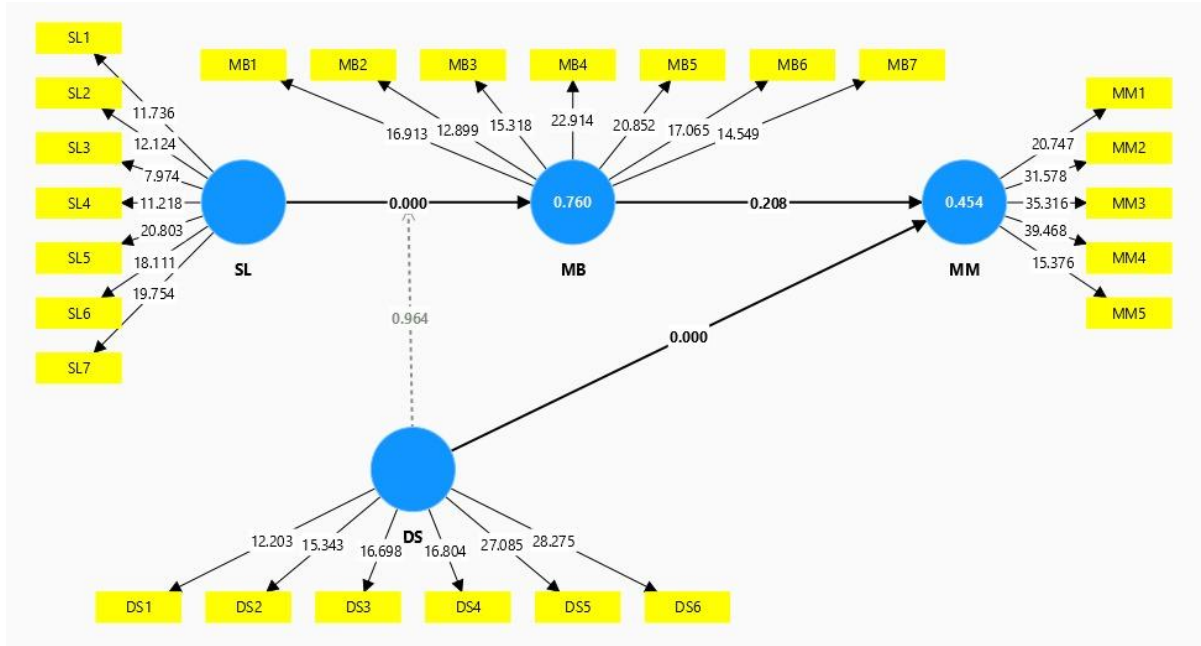 SL1
SL2
SL3
SL4
SL5
SL6
SL7
11.736
12.124
7.974
11.218
20.803
18.111
19.754
SL
MB1 MB2 MB3 MB4 MB5 MB6 MB7
16.913 12.899 15.318 22.914 20.852 17.065 14.549
0.000
0.760
MB
0.208
0.454
MM
MM1
MM2
MM3
MM4
MM5
20.747
31.578
35.316
39.468
15.376
0.964
0.000
DS
12.203 15.343 16.698 16.804 27.085 28.275
DS1 DS2 DS3 DS4 DS5 DS6